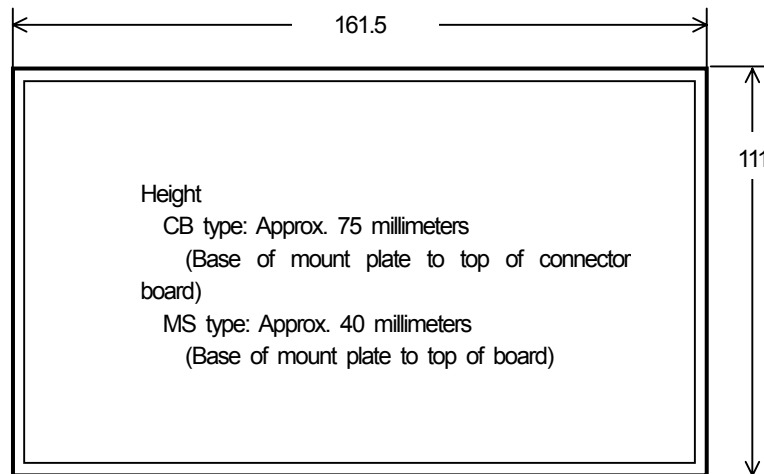 161.5
111
Height
CB type: Approx. 75 millimeters
(Base of mount plate to top of connector
board)
MS type: Approx. 40 millimeters
(Base of mount plate to top of board)